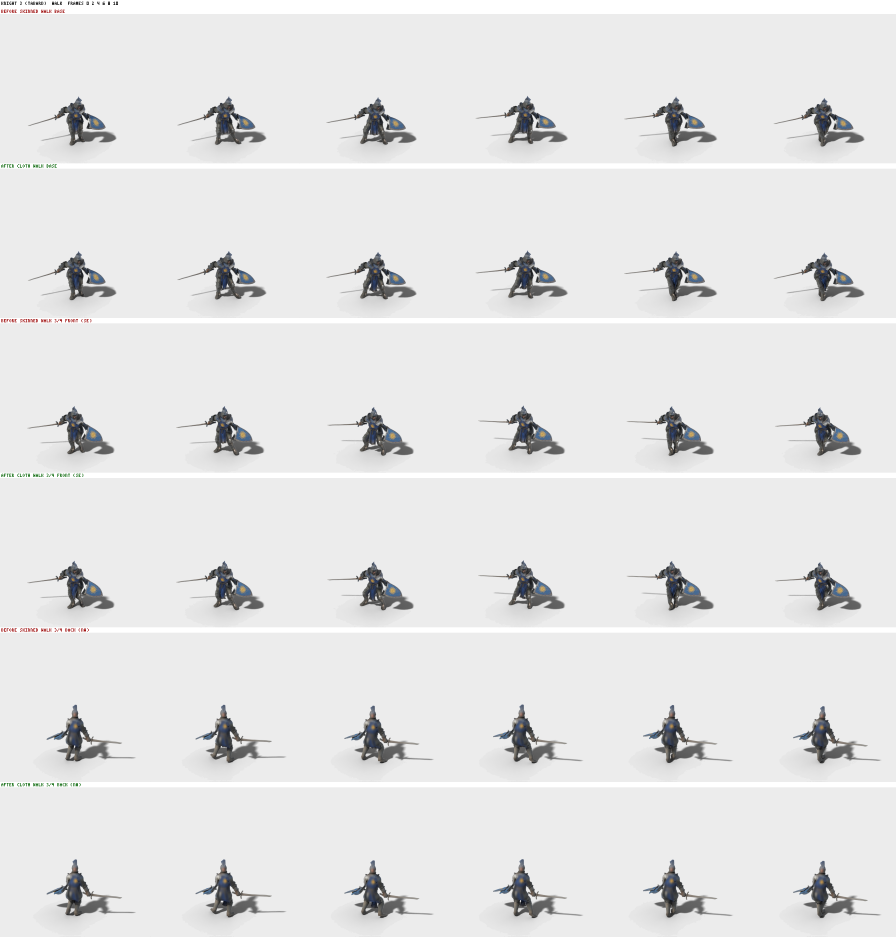 KNIGHT 2 (TABARD)  WALK  FRAMES 0 2 4 6 8 10
BEFORE SKINNED WALK BASE
AFTER CLOTH WALK BASE
BEFORE SKINNED WALK 3/4 FRONT (SE)
AFTER CLOTH WALK 3/4 FRONT (SE)
BEFORE SKINNED WALK 3/4 BACK (NW)
AFTER CLOTH WALK 3/4 BACK (NW)